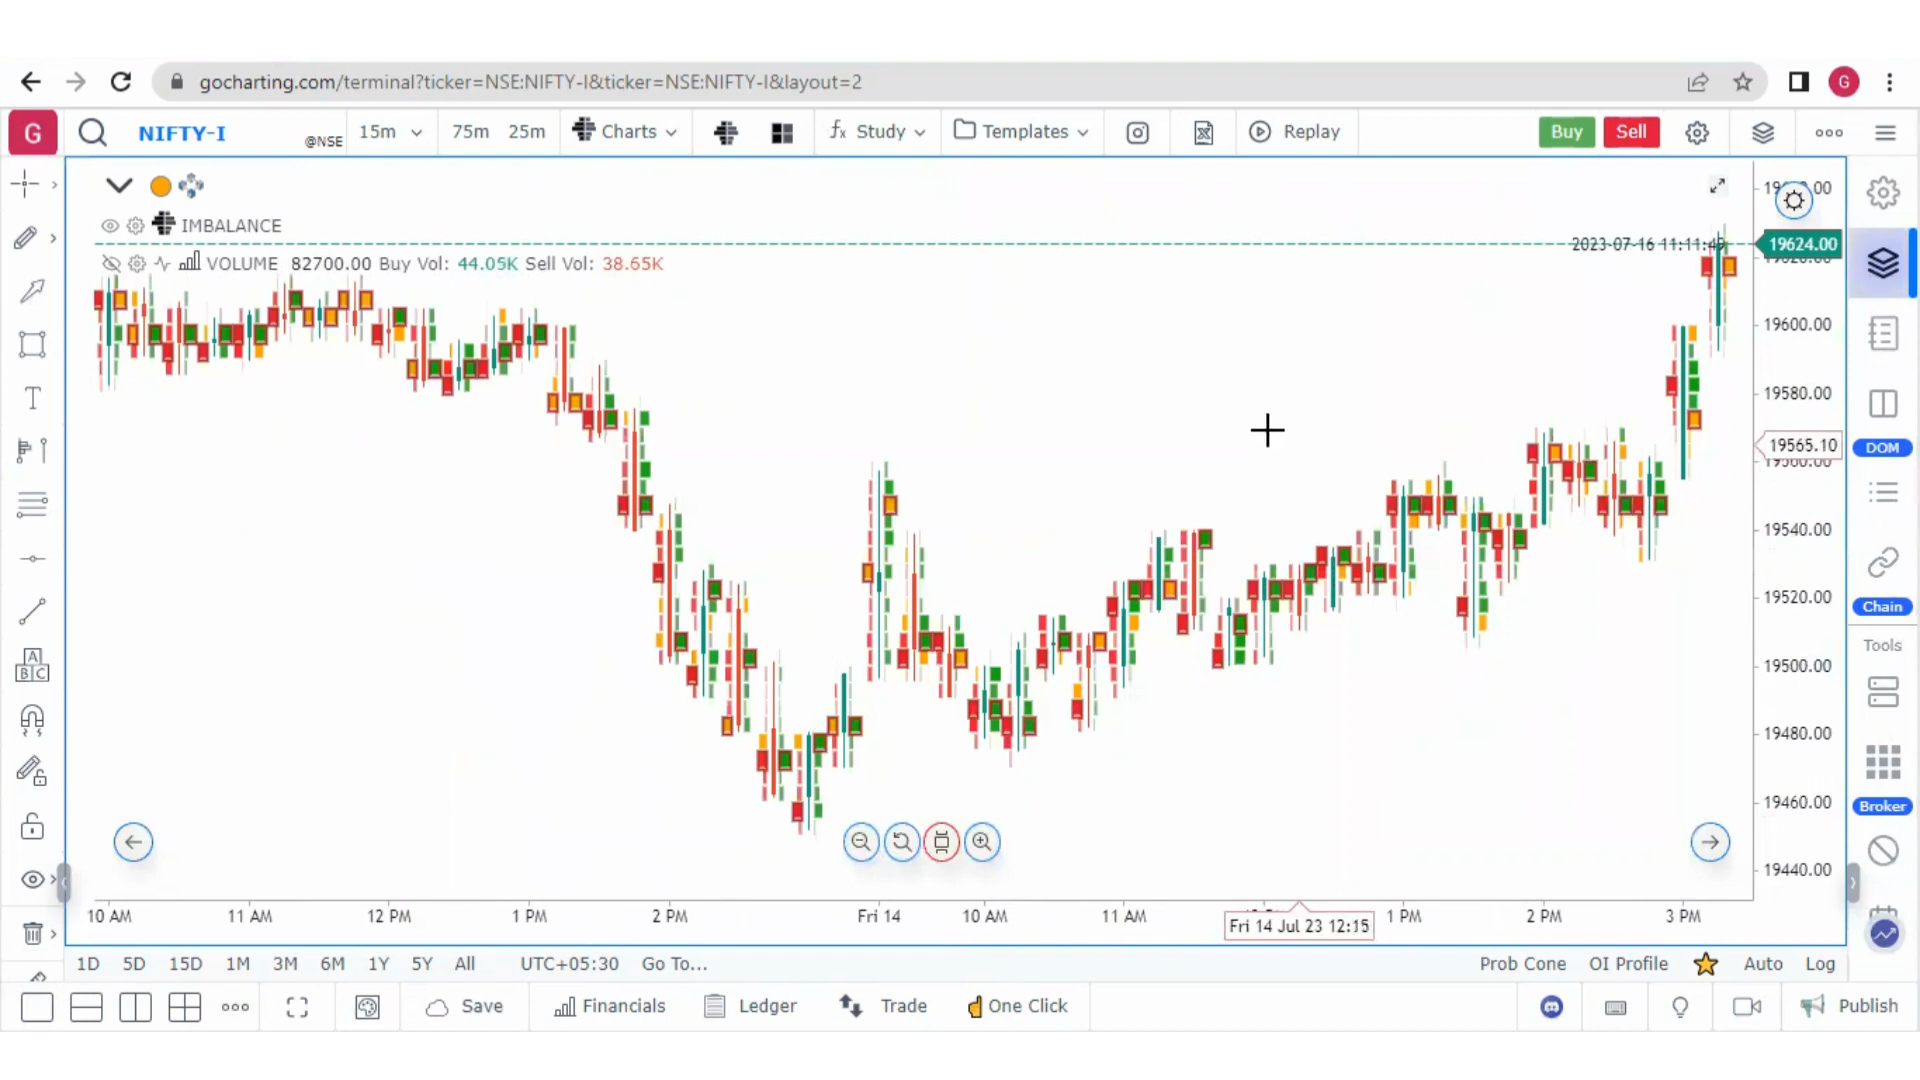 gocharting.com/terminal?ticker=NSE:NIFTY-I&ticker=NSE:NIFTY-I&layout=2
G
G
NIFTY-I
@NSE
15m
75m
25m
Charts
fx Study
Templates
Replay
Buy
Sell
IMBALANCE
VOLUME 82700.00 Buy Vol: 44.05K Sell Vol: 38.65K
2023-07-16 11:11:49
19624.00
19600.00
19580.00
19565.10
19560.00
19540.00
19520.00
19500.00
19480.00
19460.00
19440.00
T
A
B C
DOM
Chain
Tools
Broker
10 AM
11 AM
12 PM
1 PM
2 PM
Fri 14
10 AM
11 AM
Fri 14 Jul 23 12:15
1 PM
2 PM
3 PM
1D
5D
15D
1M
3M
6M
1Y
5Y
All
UTC+05:30
Go To...
Prob Cone
OI Profile
Auto
Log
Save
Financials
Ledger
Trade
One Click
Publish